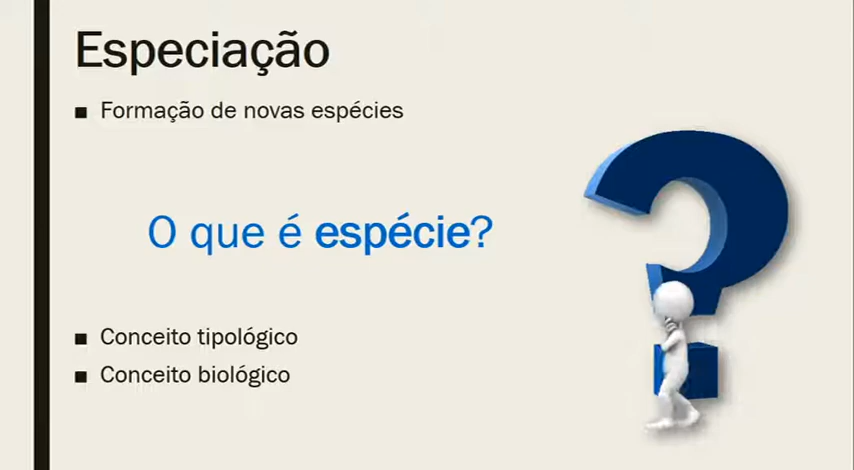 Especiação
Formação de novas espécies
O que é espécie?
Conceito tipológico
Conceito biológico